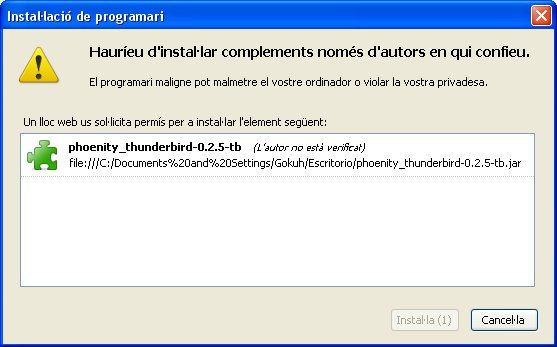 Instal·lació de programari
Hauríeu d'instal·lar complements només d'autors en qui confieu.
El programari maligne pot malmetre el vostre ordinador o violar la vostra privadesa.
Un lloc web us sol·licita permís per a instal·lar l'element següent:
phoenity_thunderbird-0.2.5-tb (L'autor no està verificat)
file:///C:/Documents%20and%20Settings/Gokuh/Escritorio/phoenity_thunderbird-0.2.5-tb.jar
Instal·la (1) Cancel·la